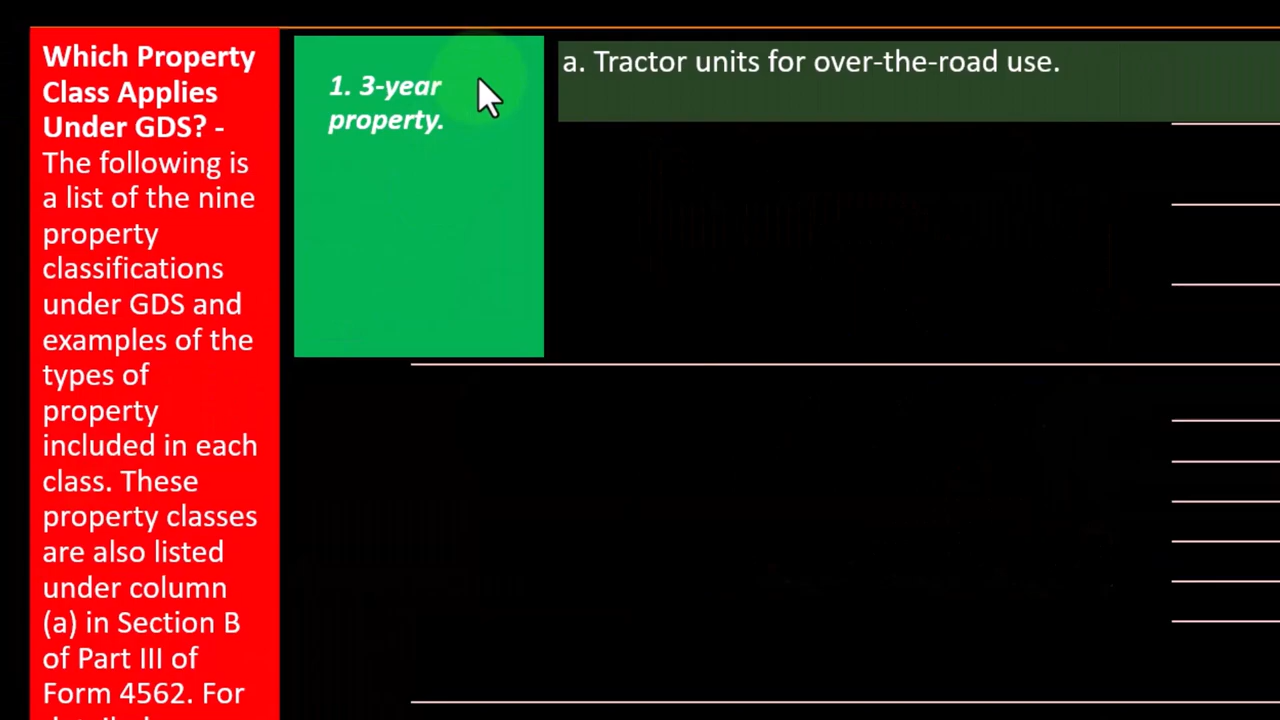 Which Property
Class Applies
Under GDS? -
The following is
a list of the nine
property
classifications
under GDS and
examples of the
types of
property
included in each
class. These
property classes
are also listed
under column
(a) in Section B
of Part III of
Form 4562. For
1. 3-year
property.
a. Tractor units for over-the-road use.